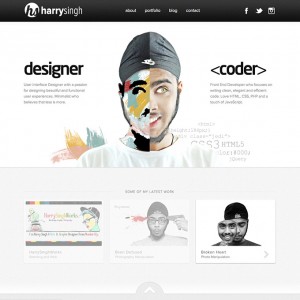 harrysingh
about
portfolio
blog
contact
designer
User Interface Designer with a passion
for designing beautiful and functional
user experiences. Minimalist who
believes that less is more.
<coder>
Front End Developer who focuses on
writing clean, elegant and efficient
code. Love HTML, CSS, PHP and a
touch of JavaScript.
CSS3 HTML5
SOME OF MY LATEST WORK
HarrySinghWorks
Broken Heart
Photo Manipulation